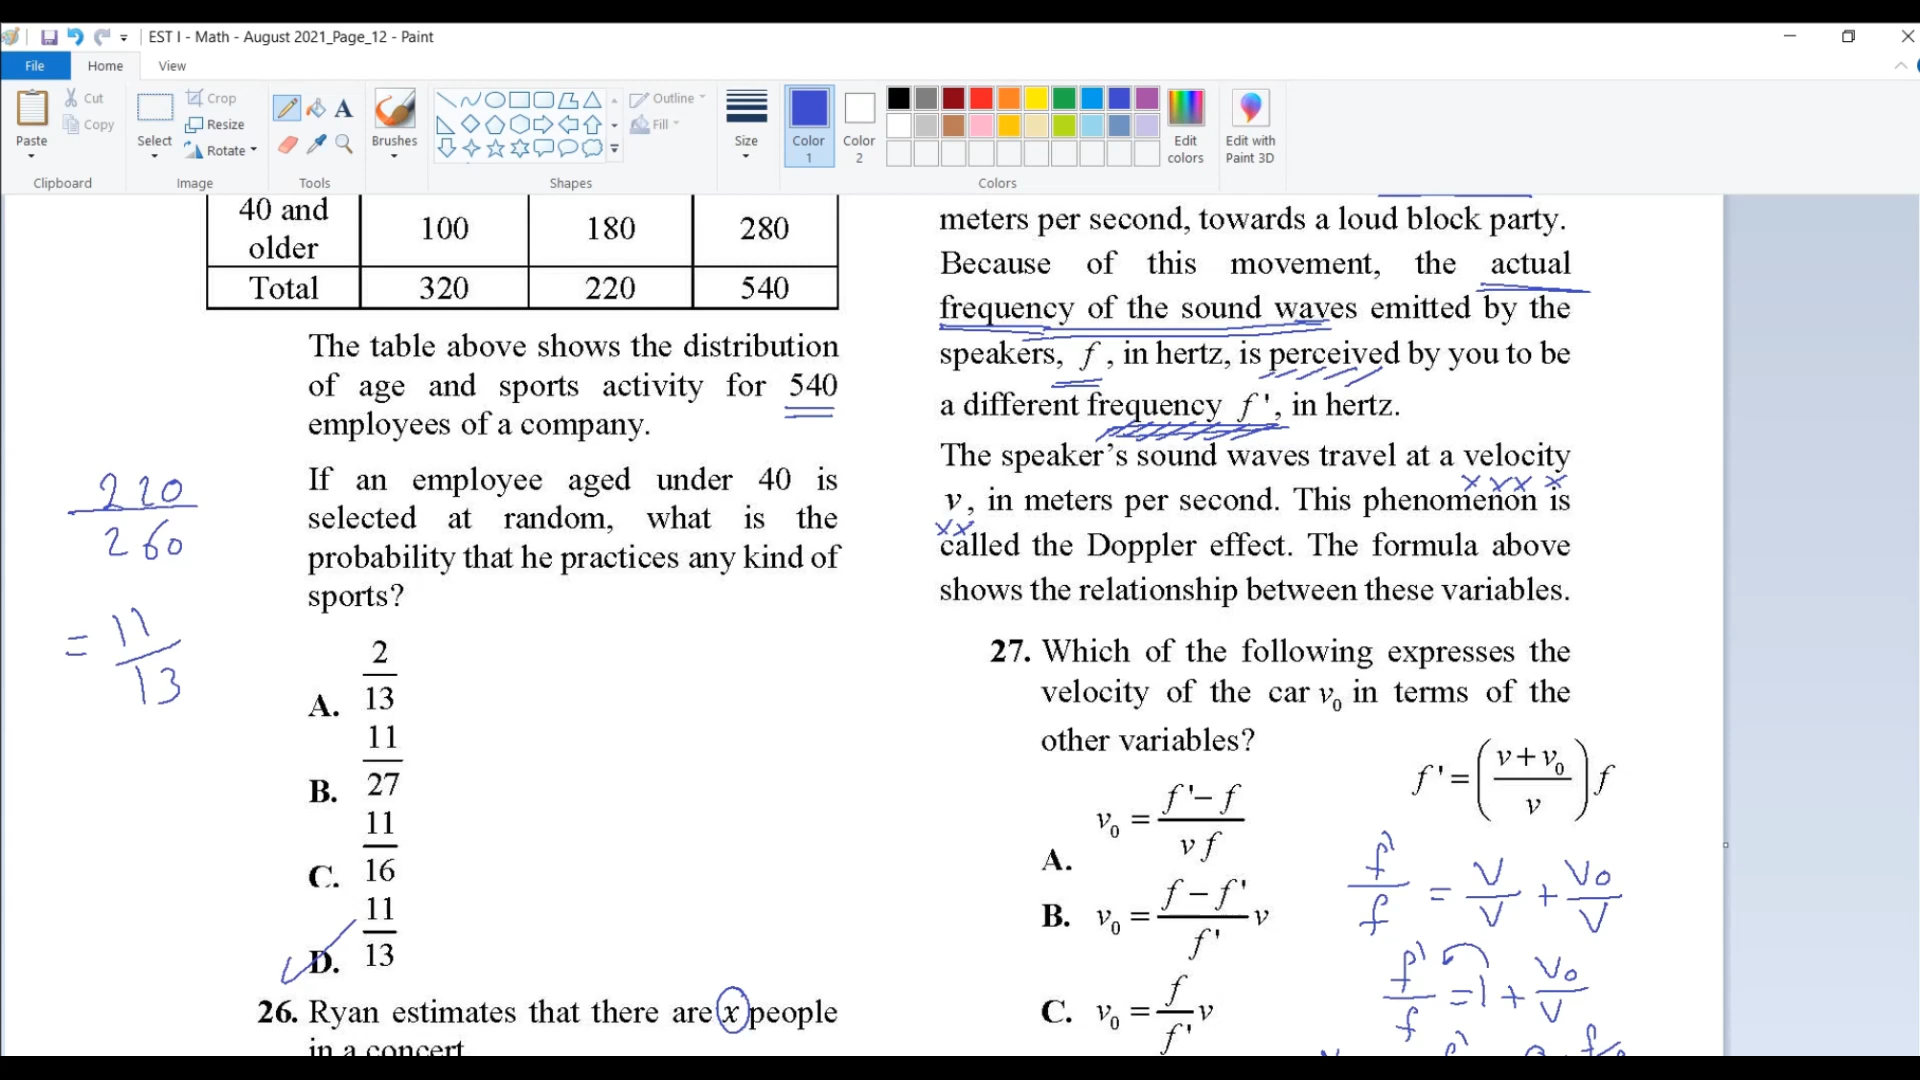 EST I - Math - August 2021_Page_12 - Paint
File Home View
Paste
Cut
Copy
Clipboard
Select
Crop
Resize
Rotate
Image
A
Tools
Brushes
Outline
Fill
Shapes
Size
Color 1
Color 2
Edit colors
Edit with Paint 3D
Colors
40 and older 100 180 280
Total 320 220 540
The table above shows the distribution
of age and sports activity for 540
employees of a company.
If an employee aged under 40 is
selected at random, what is the
probability that he practices any kind of
sports?
220
260
= 11
13
A. 2/13
B. 11/27
C. 11/16
D. 11/13
26. Ryan estimates that there are x people
in a concert
meters per second, towards a loud block party.
Because of this movement, the actual
frequency of the sound waves emitted by the
speakers, f , in hertz, is perceived by you to be
a different frequency f ', in hertz.
The speaker's sound waves travel at a velocity
v, in meters per second. This phenomenon is
called the Doppler effect. The formula above
shows the relationship between these variables.
27. Which of the following expresses the
velocity of the car v₀ in terms of the
other variables?
f ' = ((v + v₀)/v) f
A. v₀ = (f ' − f)/(v f)
B. v₀ = ((f − f ')/f ') v
C. v₀ = (f/f ') v
f'/f = V/V + V₀/V
f'/f = 1 + V₀/V